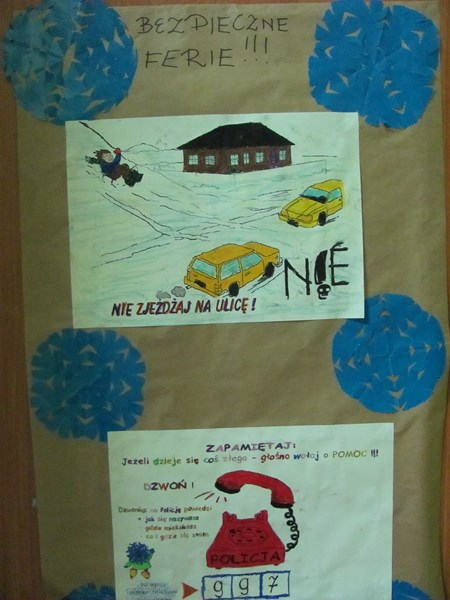 BEZPIECZNE
FERIE!!!
NIE
NIE ZJEŻDŻAJ NA ULICĘ!
ZAPAMIĘTAJ:
Jeżeli dzieje się coś złego - głośno wołaj o POMOC !!!
DZWOŃ !
Dzwoniąc na Policję powiedz:
• jak się nazywasz
• gdzie mieszkasz
• co i gdzie się stało
POLICJA
997